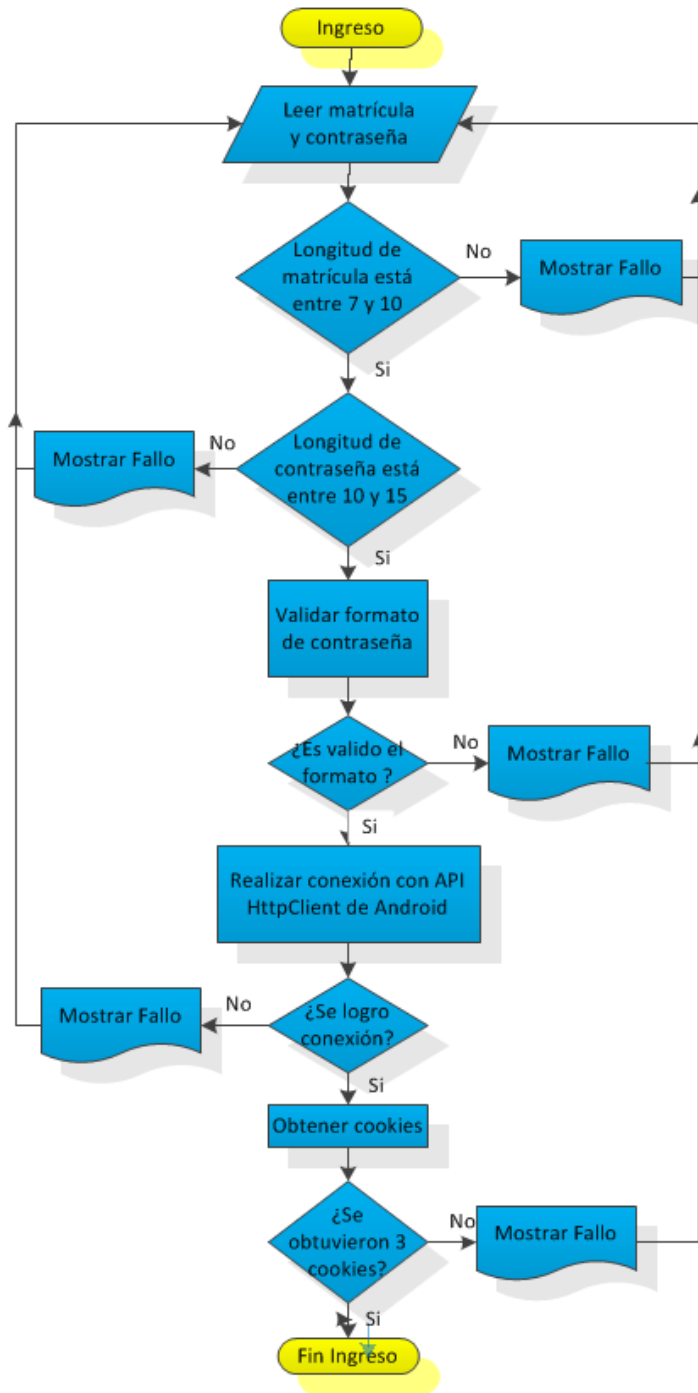 Ingreso
Leer matrícula
y contraseña
Longitud de
matrícula está
entre 7 y 10
No
Mostrar Fallo
Si
Longitud de
contraseña está
entre 10 y 15
No
Mostrar Fallo
Si
Validar formato
de contraseña
¿Es valido el
formato ?
No
Mostrar Fallo
Si
Realizar conexión con API
HttpClient de Android
¿Se logro
conexión?
No
Mostrar Fallo
Si
Obtener cookies
¿Se
obtuvieron 3
cookies?
No
Mostrar Fallo
Si
Fin Ingreso